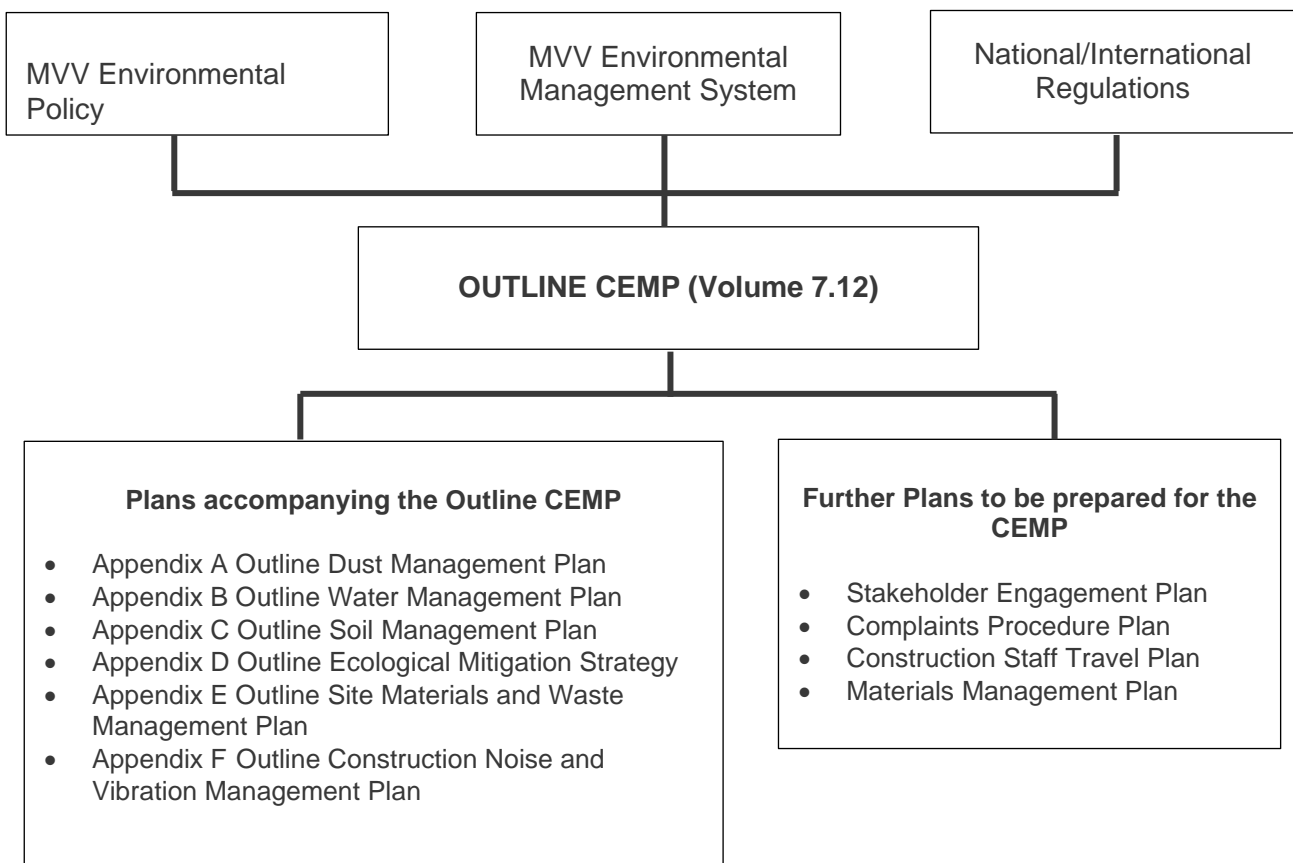 MVV Environmental
Policy
MVV Environmental
Management System
National/International
Regulations
OUTLINE CEMP (Volume 7.12)
Plans accompanying the Outline CEMP
• Appendix A Outline Dust Management Plan
• Appendix B Outline Water Management Plan
• Appendix C Outline Soil Management Plan
• Appendix D Outline Ecological Mitigation Strategy
• Appendix E Outline Site Materials and Waste
Management Plan
• Appendix F Outline Construction Noise and
Vibration Management Plan
Further Plans to be prepared for the
CEMP
• Stakeholder Engagement Plan
• Complaints Procedure Plan
• Construction Staff Travel Plan
• Materials Management Plan